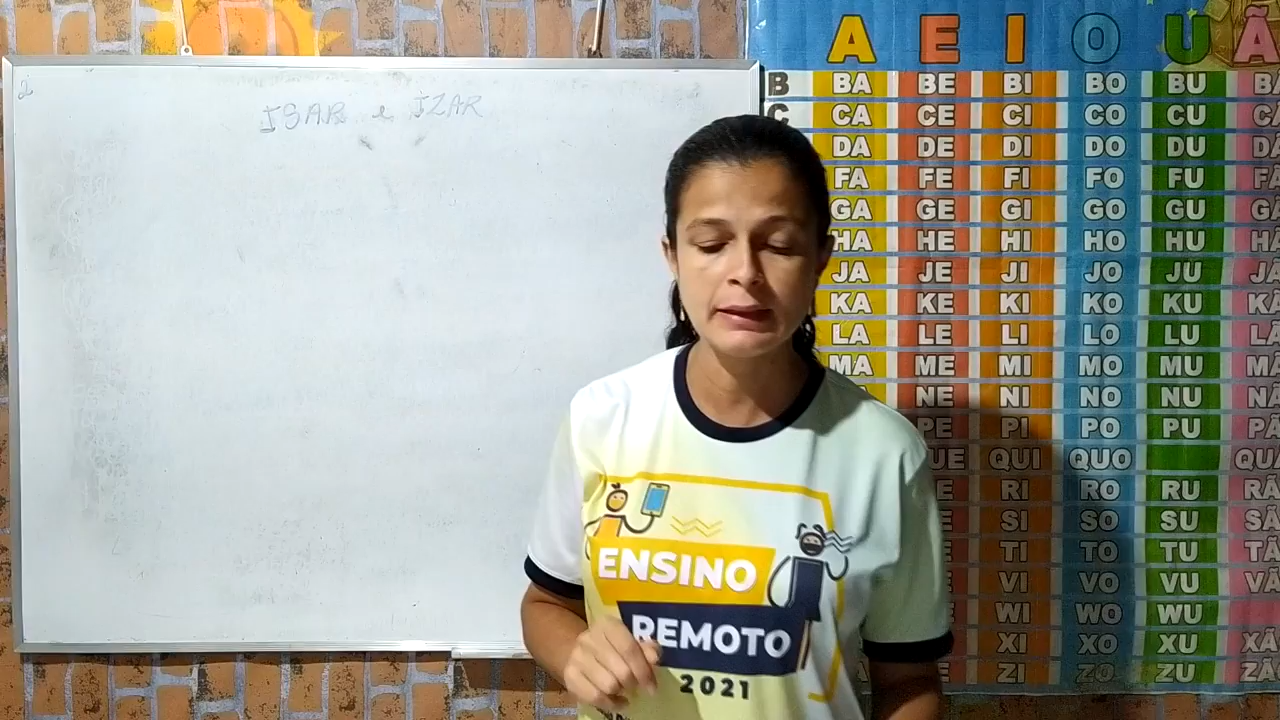 2
ISAR e IZAR
A E I O U Ã
B BA BE BI BO BU
C CA CE CI CO CU
DA DE DI DO DU
FA FE FI FO FU
GA GE GI GO GU
HA HE HI HO HU
JA JE JI JO JU
KA KE KI KO KU
LA LE LI LO LU
MA ME MI MO MU
NE NI NO NU
PE PI PO PU
QUI QUO
RI RO RU
SI SO SU
TI TO TU
VI VO VU
WI WO WU
XI XO XU
ZI ZO ZU
ENSINO
REMOTO
2021